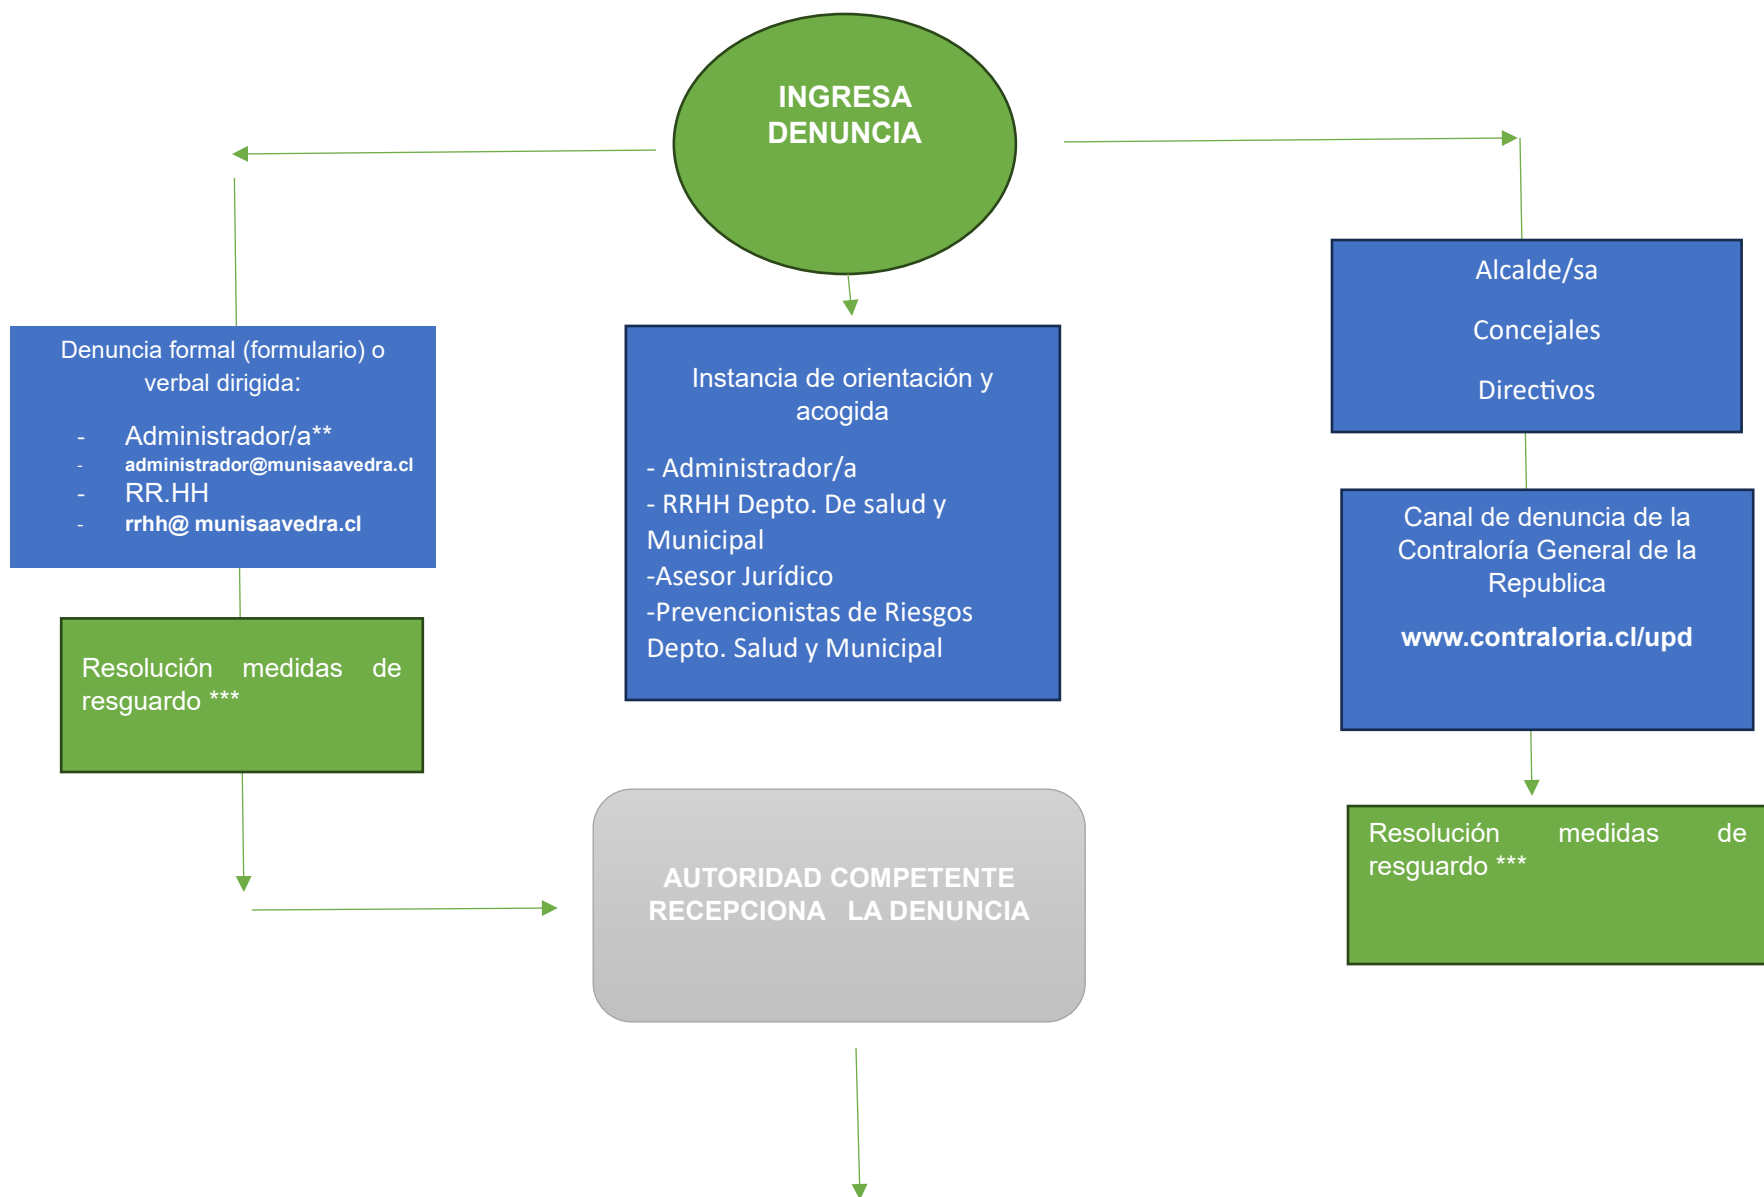 INGRESA
DENUNCIA
Denuncia formal (formulario) o
verbal dirigida:
- Administrador/a**
- administrador@munisaavedra.cl
- RR.HH
- rrhh@ munisaavedra.cl
Resolución medidas de
resguardo ***
Instancia de orientación y
acogida
- Administrador/a
- RRHH Depto. De salud y
Municipal
-Asesor Jurídico
-Prevencionistas de Riesgos
Depto. Salud y Municipal
Alcalde/sa
Concejales
Directivos
Canal de denuncia de la
Contraloría General de la
Republica
www.contraloria.cl/upd
Resolución medidas de
resguardo ***
AUTORIDAD COMPETENTE
RECEPCIONA LA DENUNCIA